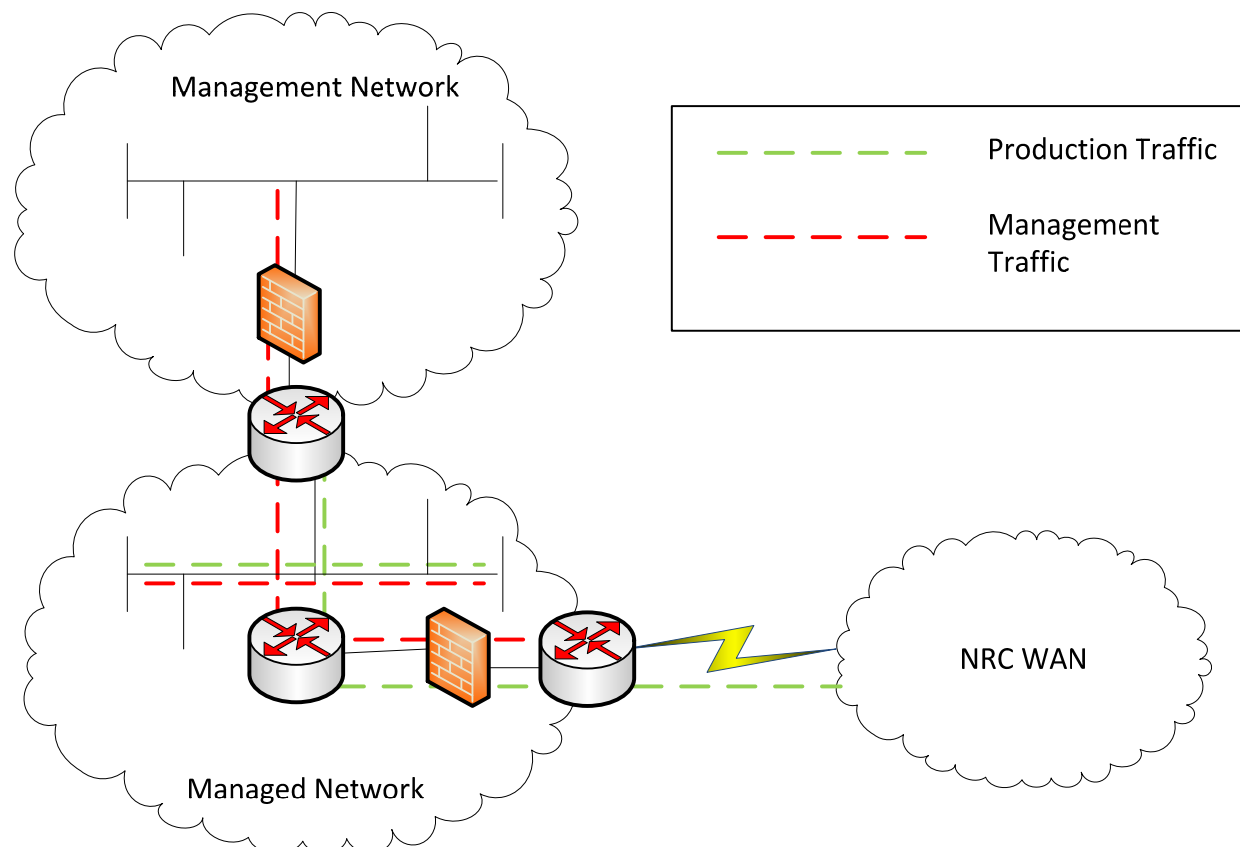 Management Network
Production Traffic
Management
Traffic
NRC WAN
Managed Network